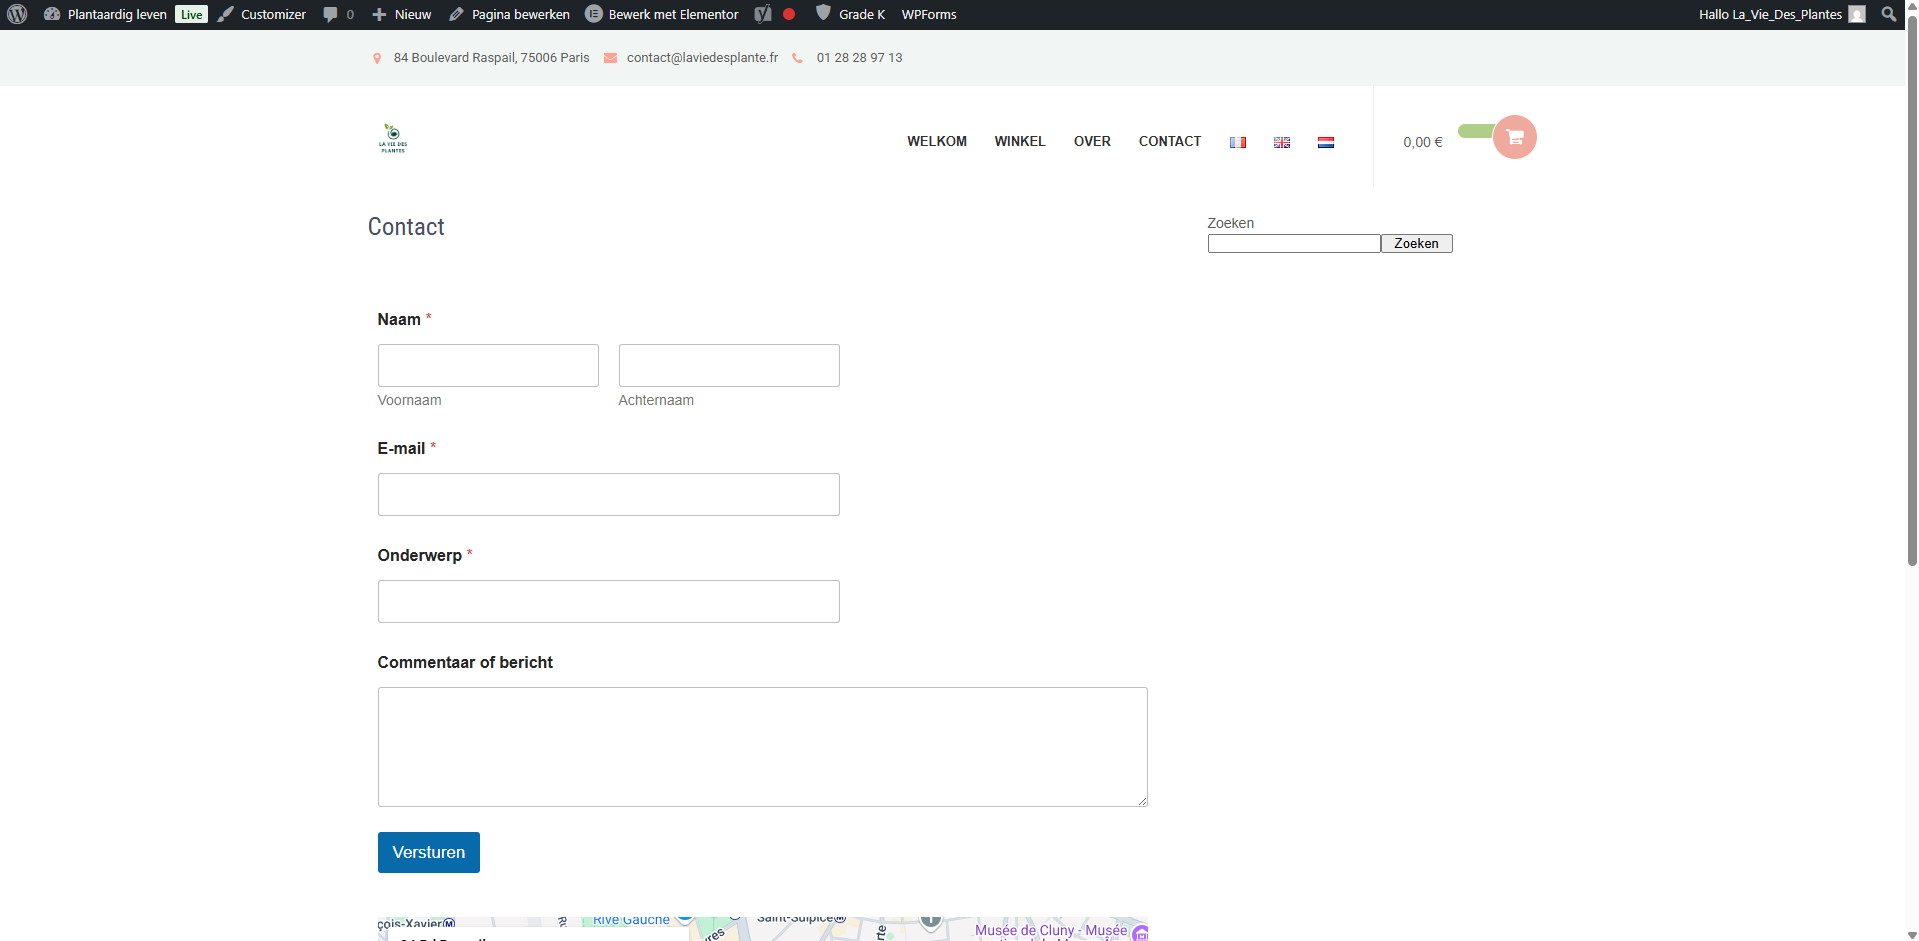 Plantaardig leven Live Customizer 0 Nieuw Pagina bewerken Bewerk met Elementor Grade K WPForms Hallo La_Vie_Des_Plantes
84 Boulevard Raspail, 75006 Paris contact@laviedesplante.fr 01 28 28 97 13
LA VIE DES
PLANTES
WELKOM WINKEL OVER CONTACT 0,00 €
Contact
Zoeken
Zoeken
Naam *
Voornaam Achternaam
E-mail *
Onderwerp *
Commentaar of bericht
Versturen
çois-Xavier
Rive Gauche
Saint-Sulpice
Musée de Cluny - Musée